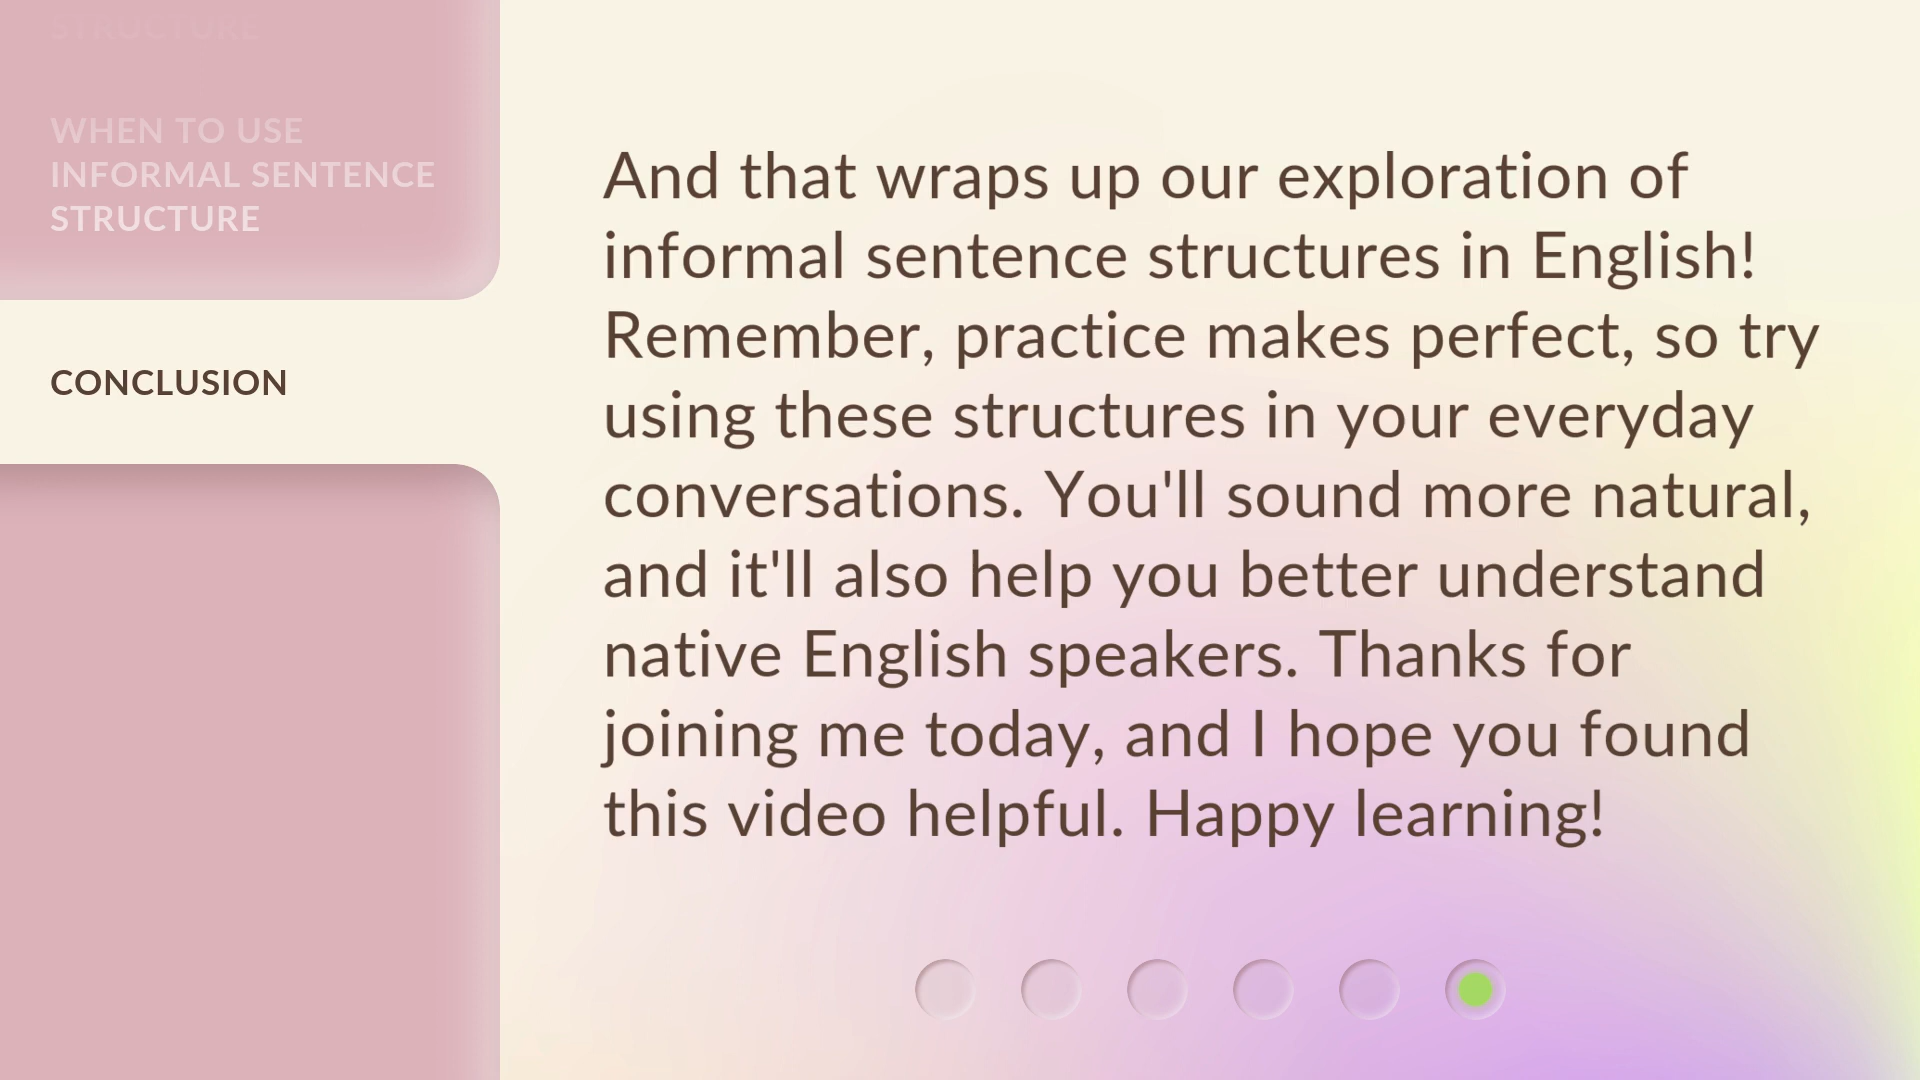 STRUCTURE
WHEN TO USE
INFORMAL SENTENCE
STRUCTURE
CONCLUSION
And that wraps up our exploration of
informal sentence structures in English!
Remember, practice makes perfect, so try
using these structures in your everyday
conversations. You'll sound more natural,
and it'll also help you better understand
native English speakers. Thanks for
joining me today, and I hope you found
this video helpful. Happy learning!